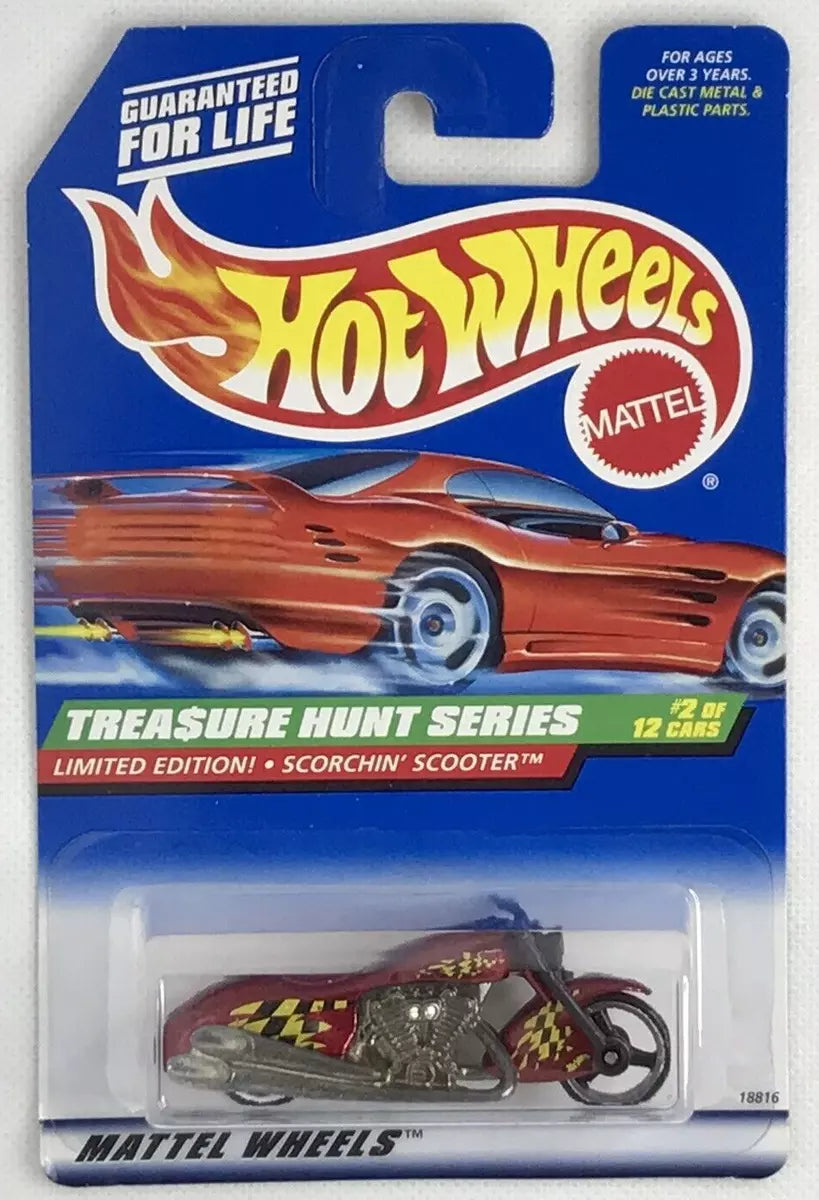 GUARANTEED
FOR LIFE
FOR AGES
OVER 3 YEARS.
DIE CAST METAL &
PLASTIC PARTS.
HOT WHEELS
MATTEL
®
TREA$URE HUNT SERIES
#2 OF
12 CARS
LIMITED EDITION! • SCORCHIN' SCOOTER™
18816
MATTEL WHEELS™